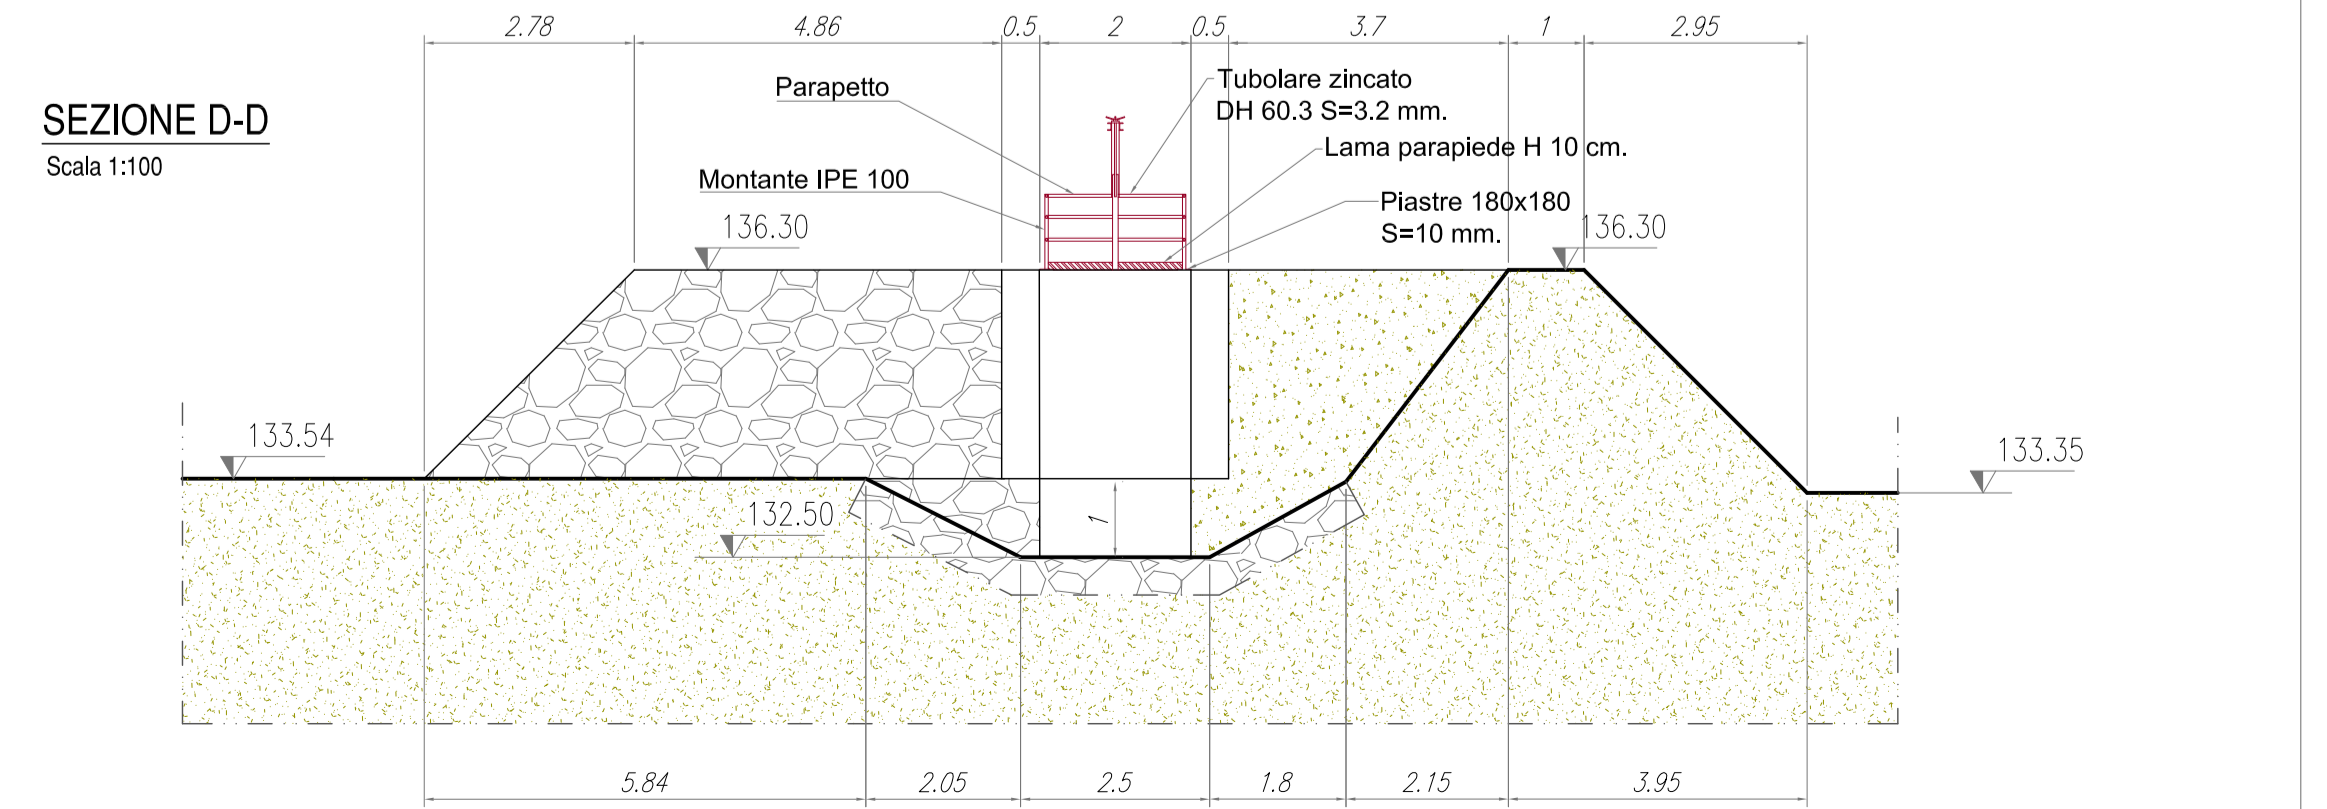 2.78 4.86 0.5 2 0.5 3.7 1 2.95
Parapetto
Tubolare zincato
DH 60.3 S=3.2 mm.
SEZIONE D-D
Scala 1:100
Lama parapiede H 10 cm.
Montante IPE 100
Piastre 180x180
S=10 mm.
136.30
136.30
133.54
133.35
132.50
1
5.84 2.05 2.5 1.8 2.15 3.95